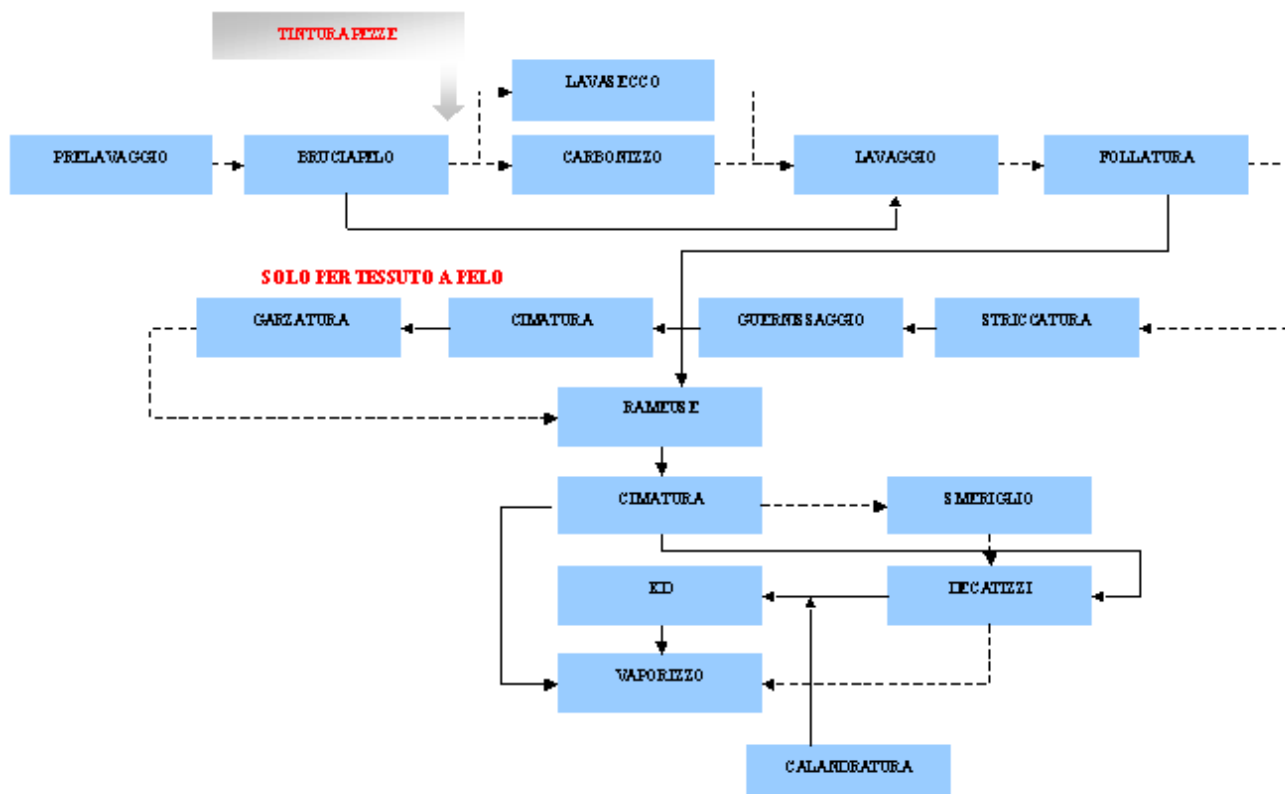 TINTURA PEZZE
LAVASECCO
PRELAVAGGIO
BRUCIAPELO
CARBONIZZO
LAVAGGIO
FOLLATURA
SOLO PER TESSUTO A PELO
GARZATURA
CIMATURA
GUERNISSAGGIO
STRICCATURA
RAMEUSE
CIMATURA
SMERIGLIO
KD
DECATIZZI
VAPORIZZO
CALANDRATURA